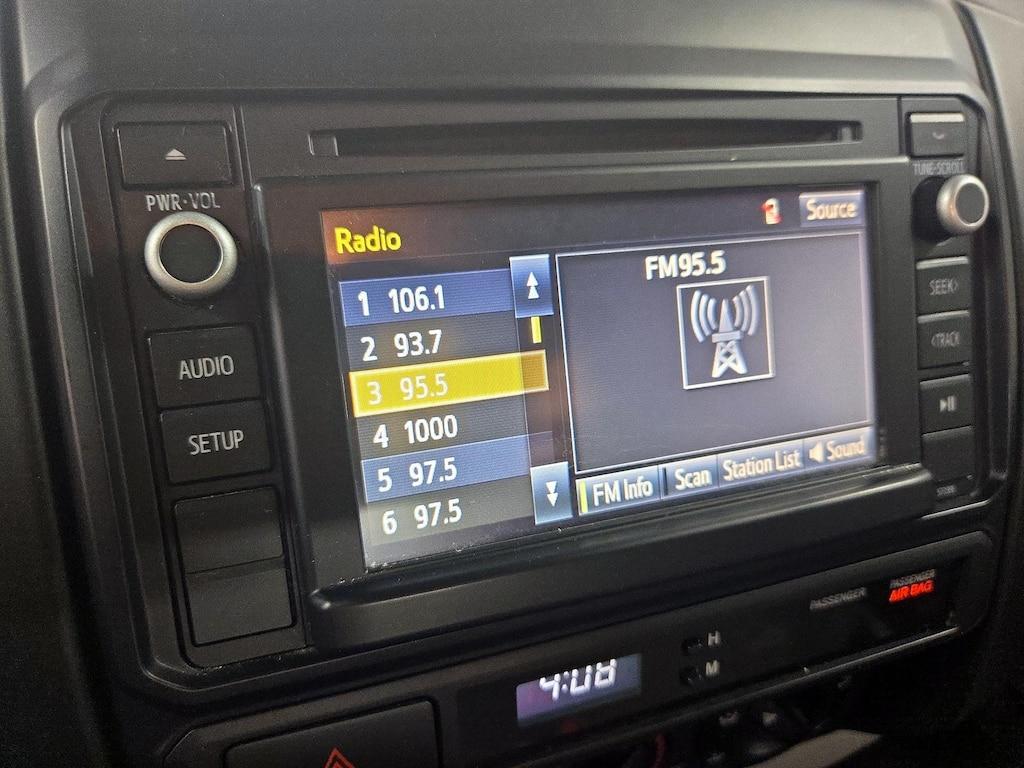 PWR·VOL
AUDIO
SETUP
Radio
Source
1 106.1
2 93.7
3 95.5
4 1000
5 97.5
6 97.5
FM95.5
FM Info
Scan
Station List
Sound
TUNE·SCROLL
SEEK>
<TRACK
PASSENGER
PASSENGER
AIR BAG
4:08
H
M